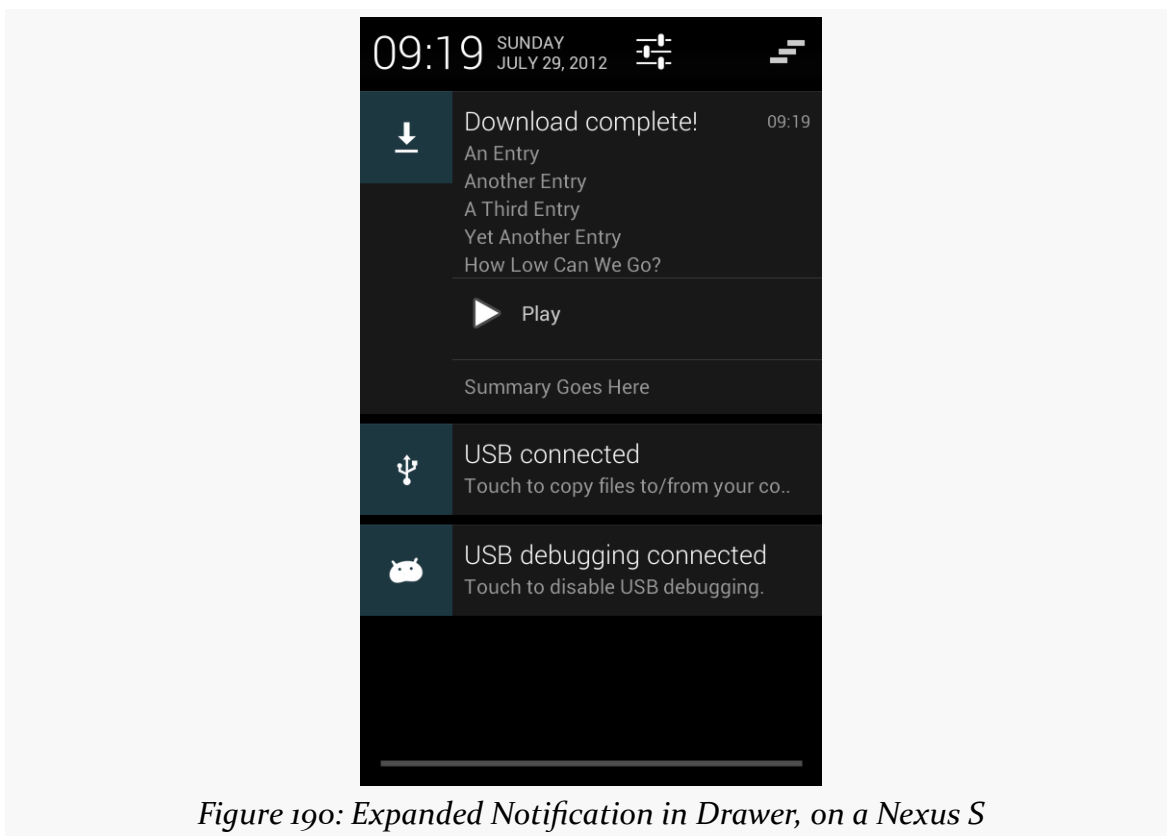 09:19 SUNDAY
JULY 29, 2012
Download complete! 09:19
An Entry
Another Entry
A Third Entry
Yet Another Entry
How Low Can We Go?
Play
Summary Goes Here
USB connected
Touch to copy files to/from your co..
USB debugging connected
Touch to disable USB debugging.
Figure 190: Expanded Notification in Drawer, on a Nexus S